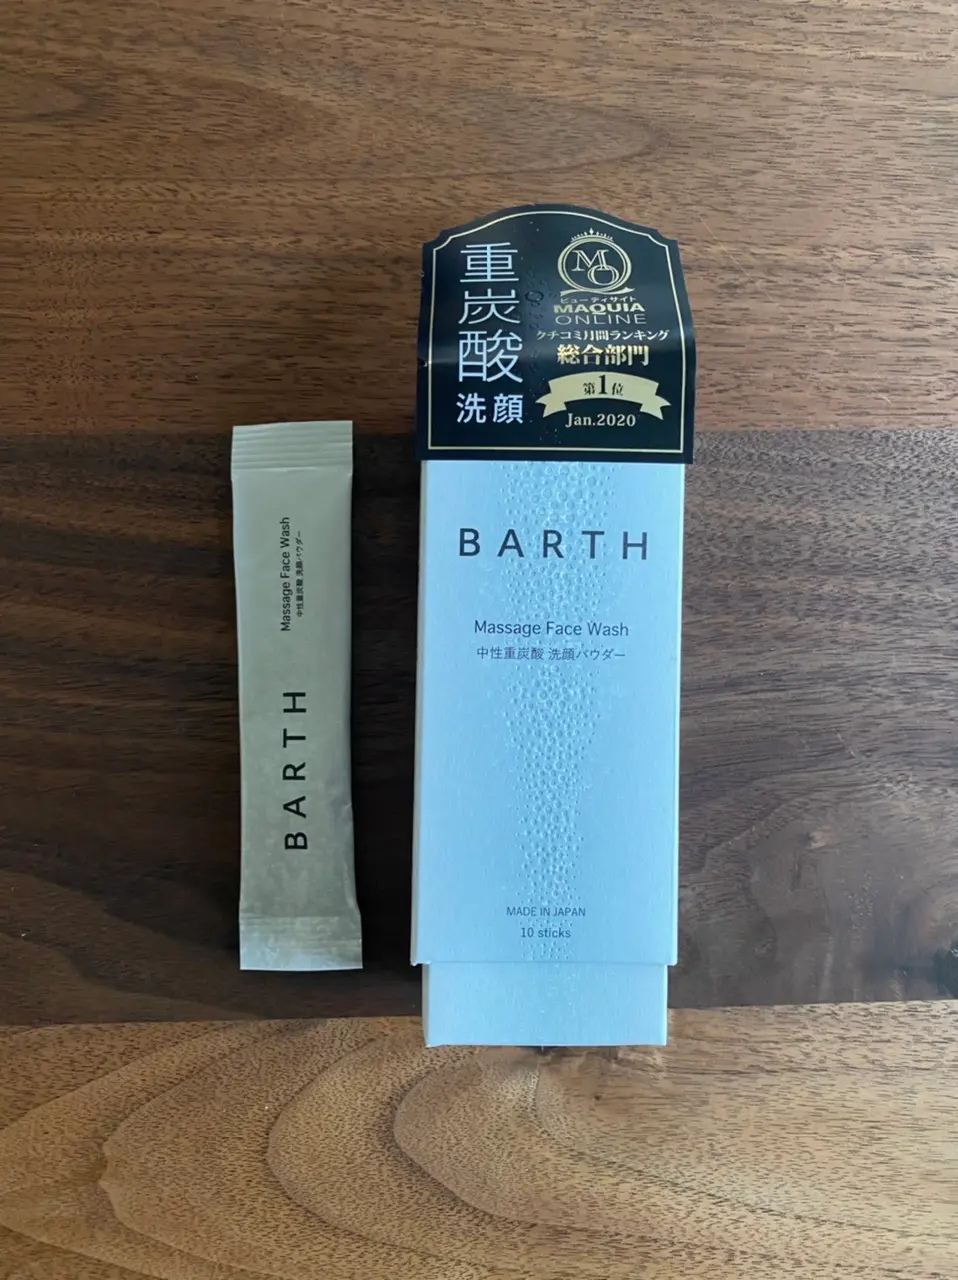 重炭酸
洗顔
MO
ビューティサイト
MAQUIA
ONLINE
クチコミ月間ランキング
総合部門
第1位
Jan.2020
BARTH
Massage Face Wash
中性重炭酸 洗顔パウダー
MADE IN JAPAN
10 sticks
BARTH
Massage Face Wash
中性重炭酸 洗顔パウダー